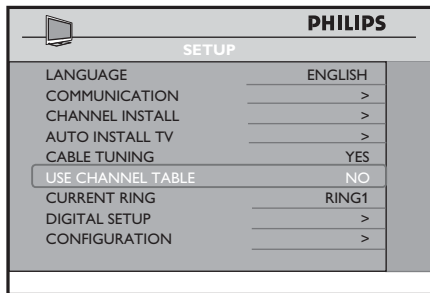 PHILIPS
SETUP
LANGUAGE ENGLISH
COMMUNICATION >
CHANNEL INSTALL >
AUTO INSTALL TV >
CABLE TUNING YES
USE CHANNEL TABLE NO
CURRENT RING RING1
DIGITAL SETUP >
CONFIGURATION >